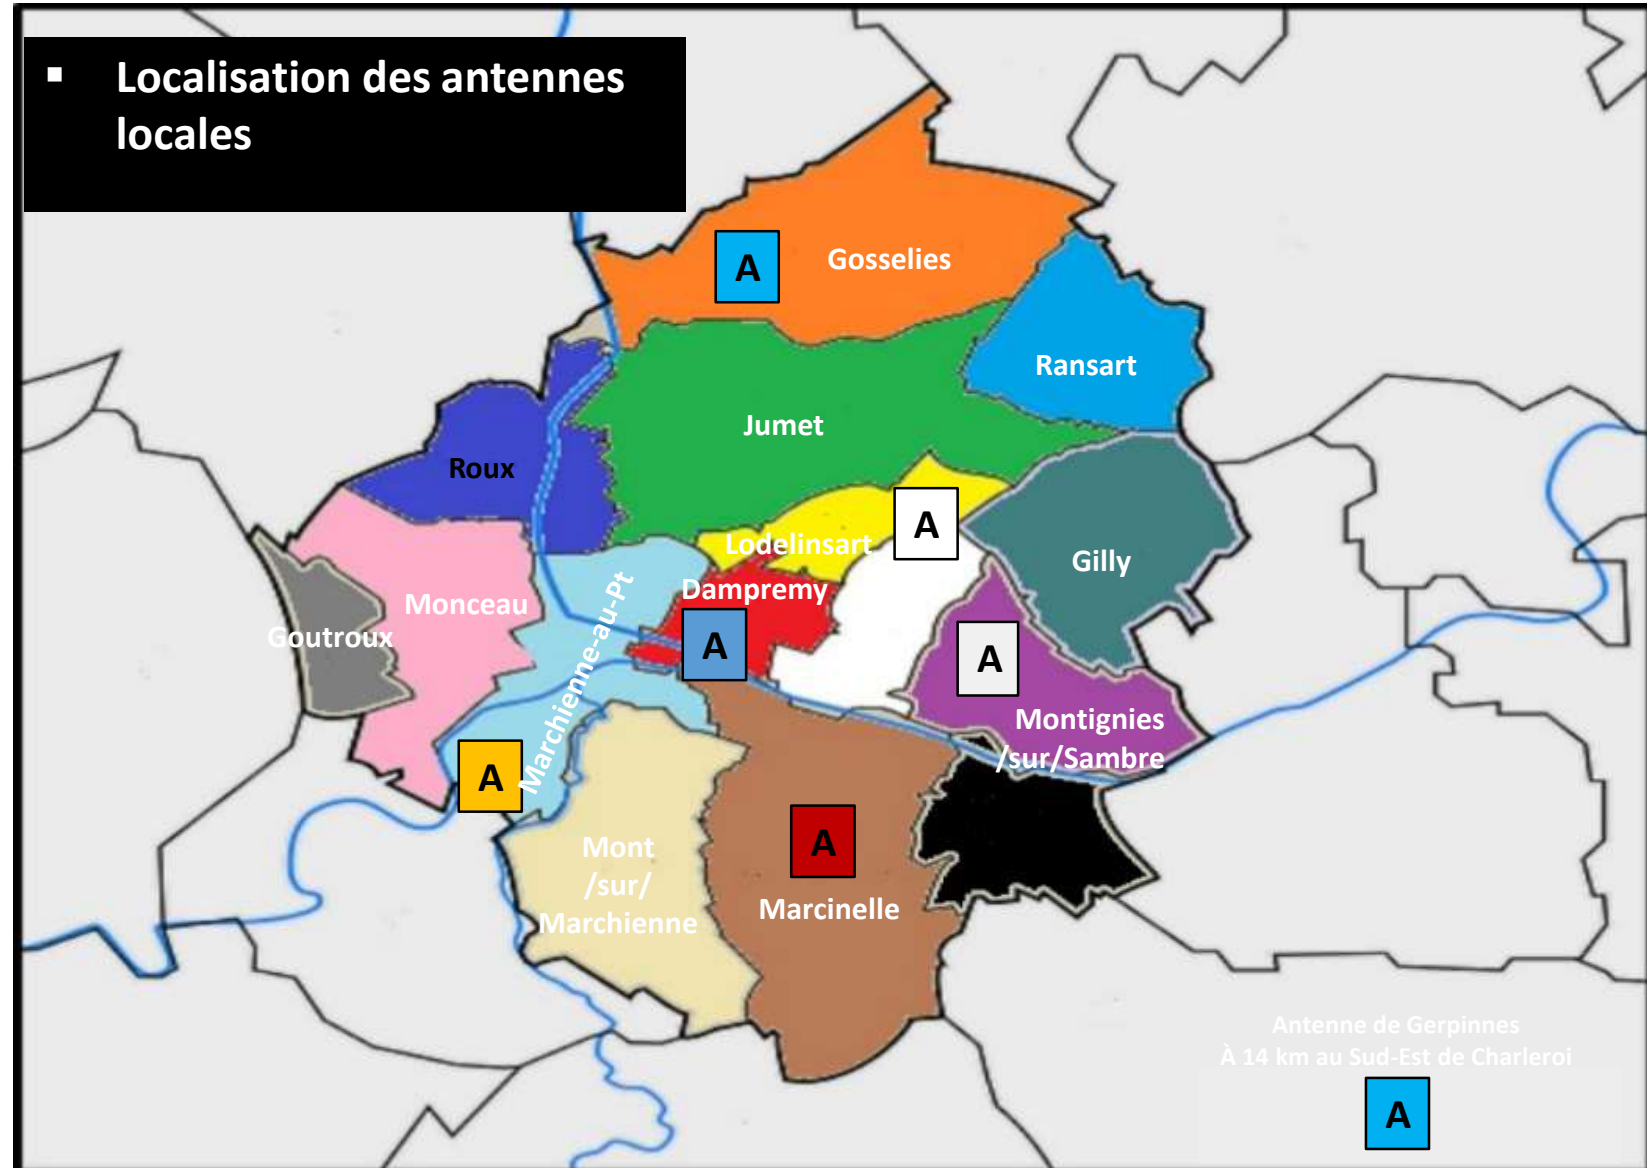 ▪ Localisation des antennes
locales
A
Gosselies
Ransart
Jumet
Roux
A
Lodelinsart
Gilly
Dampremy
Monceau
Goutroux
Marchienne-au-Pt
A
A
Montignies
/sur/Sambre
A
A
Mont
/sur/
Marchienne
Marcinelle
Antenne de Gerpinnes
À 14 km au Sud-Est de Charleroi
A